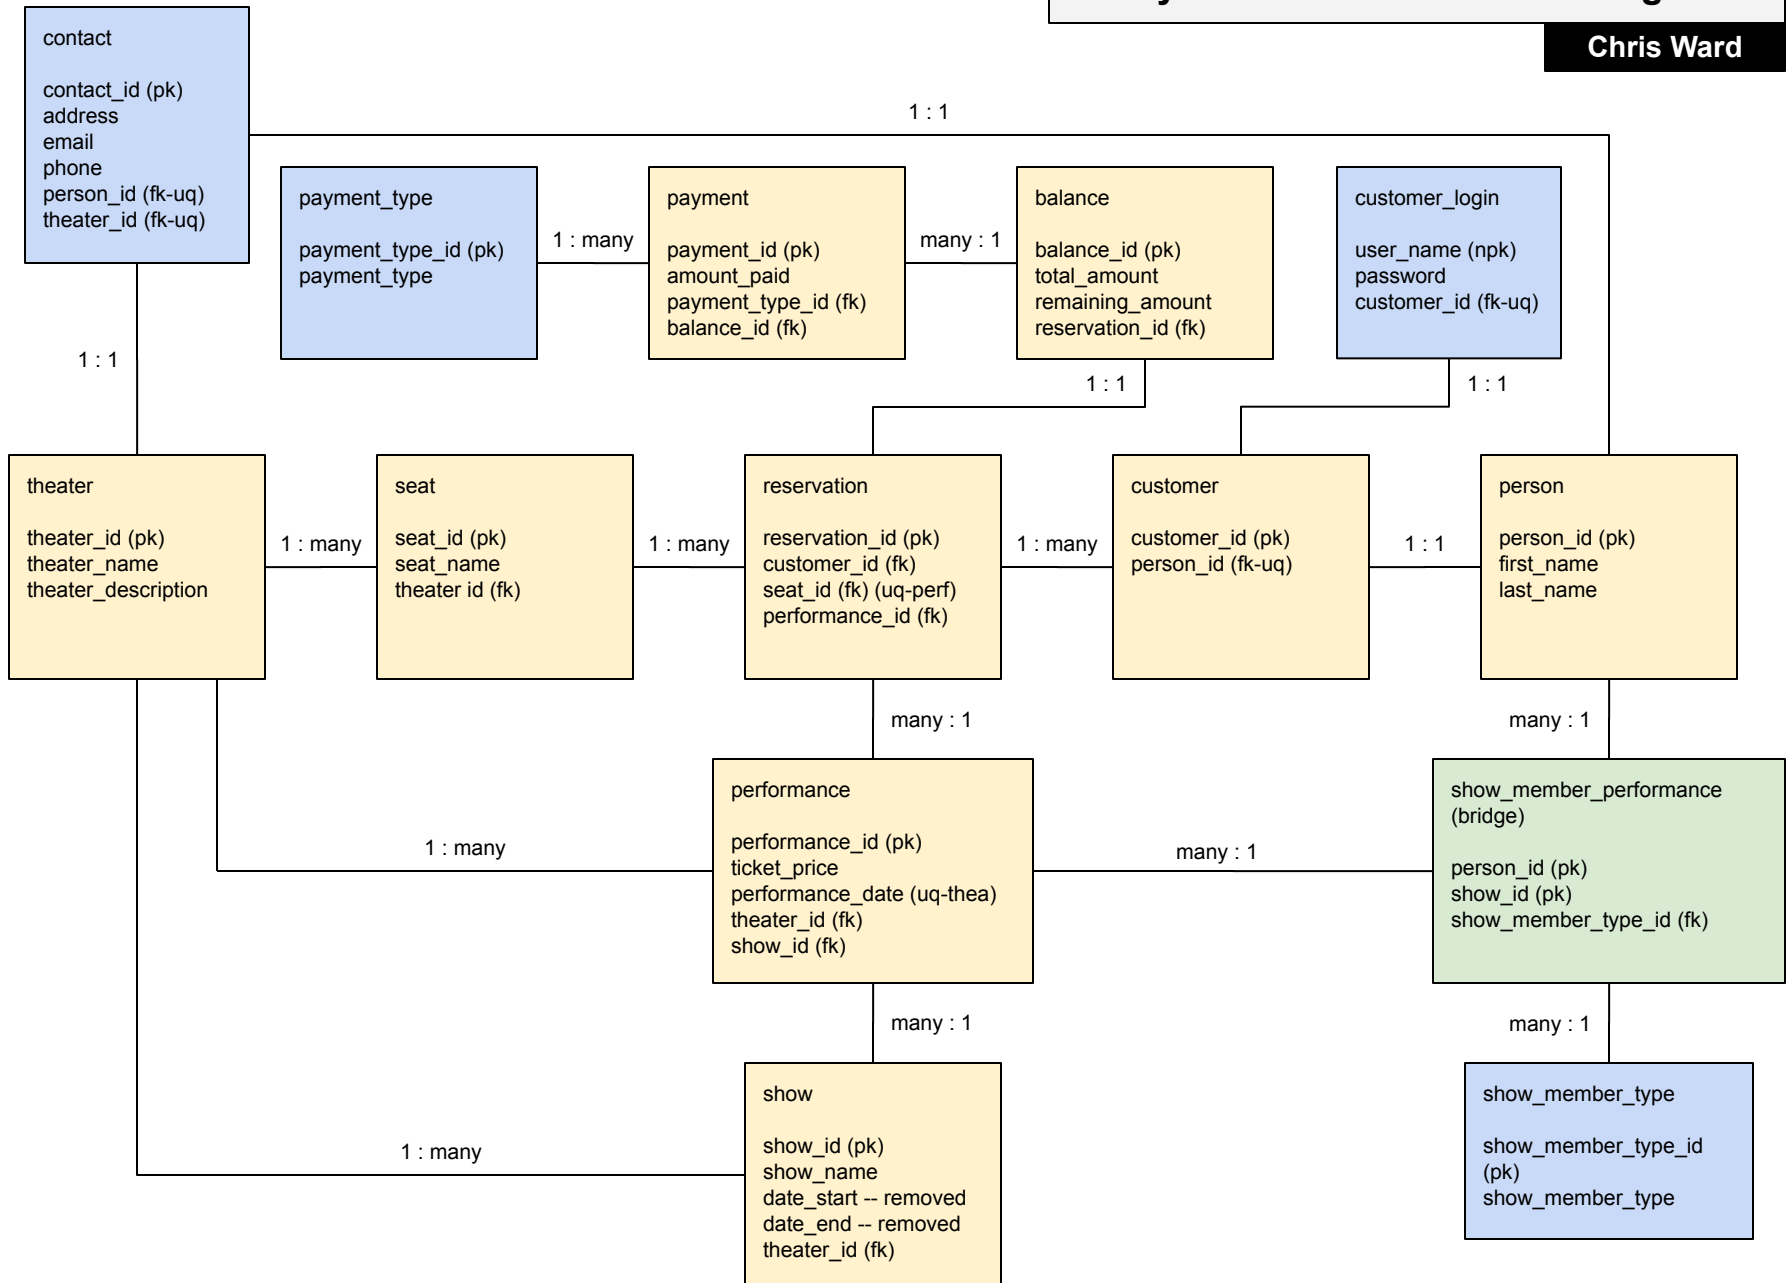 Chris Ward
contact
contact_id (pk)
address
email
phone
person_id (fk-uq)
theater_id (fk-uq)
1 : 1
payment_type
payment_type_id (pk)
payment_type
1 : many
payment
payment_id (pk)
amount_paid
payment_type_id (fk)
balance_id (fk)
many : 1
balance
balance_id (pk)
total_amount
remaining_amount
reservation_id (fk)
customer_login
user_name (npk)
password
customer_id (fk-uq)
1 : 1
1 : 1
1 : 1
theater
theater_id (pk)
theater_name
theater_description
1 : many
seat
seat_id (pk)
seat_name
theater id (fk)
1 : many
reservation
reservation_id (pk)
customer_id (fk)
seat_id (fk) (uq-perf)
performance_id (fk)
1 : many
customer
customer_id (pk)
person_id (fk-uq)
1 : 1
person
person_id (pk)
first_name
last_name
many : 1
many : 1
1 : many
performance
performance_id (pk)
ticket_price
performance_date (uq-thea)
theater_id (fk)
show_id (fk)
many : 1
show_member_performance
(bridge)
person_id (pk)
show_id (pk)
show_member_type_id (fk)
many : 1
many : 1
1 : many
show
show_id (pk)
show_name
date_start -- removed
date_end -- removed
theater_id (fk)
show_member_type
show_member_type_id
(pk)
show_member_type